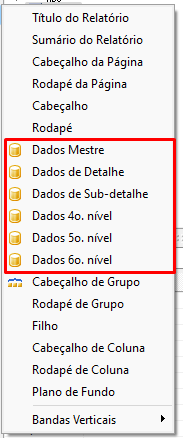 Título do Relatório
Sumário do Relatório
Cabeçalho da Página
Rodapé da Página
Cabeçalho
Rodapé
Dados Mestre
Dados de Detalhe
Dados de Sub-detalhe
Dados 4o. nível
Dados 5o. nível
Dados 6o. nível
Cabeçalho de Grupo
Rodapé de Grupo
Filho
Cabeçalho de Coluna
Rodapé de Coluna
Plano de Fundo
Bandas Verticais